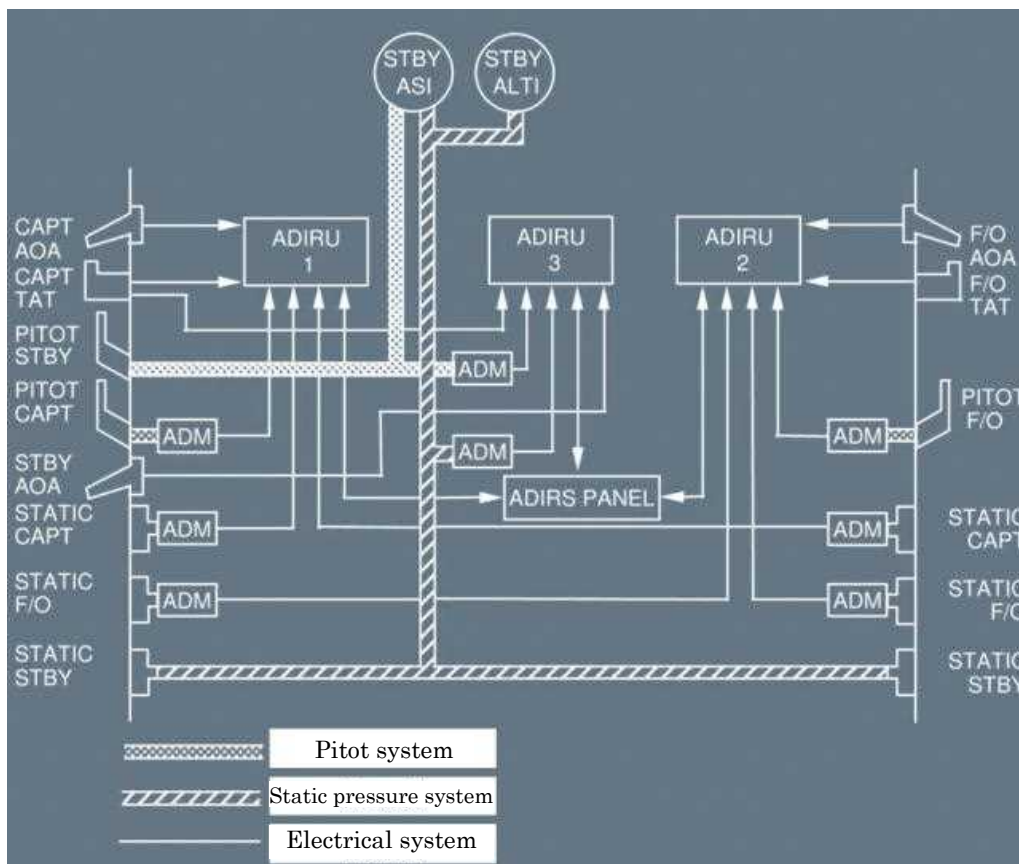 STBY
ASI
STBY
ALTI
CAPT
AOA
ADIRU
1
ADIRU
3
ADIRU
2
F/O
AOA
CAPT
TAT
F/O
TAT
PITOT
STBY
ADM
PITOT
CAPT
ADM
ADM
PITOT
F/O
ADM
STBY
AOA
ADIRS PANEL
STATIC
CAPT
ADM
ADM
STATIC
CAPT
STATIC
F/O
ADM
ADM
STATIC
F/O
STATIC
STBY
STATIC
STBY
Pitot system
Static pressure system
Electrical system